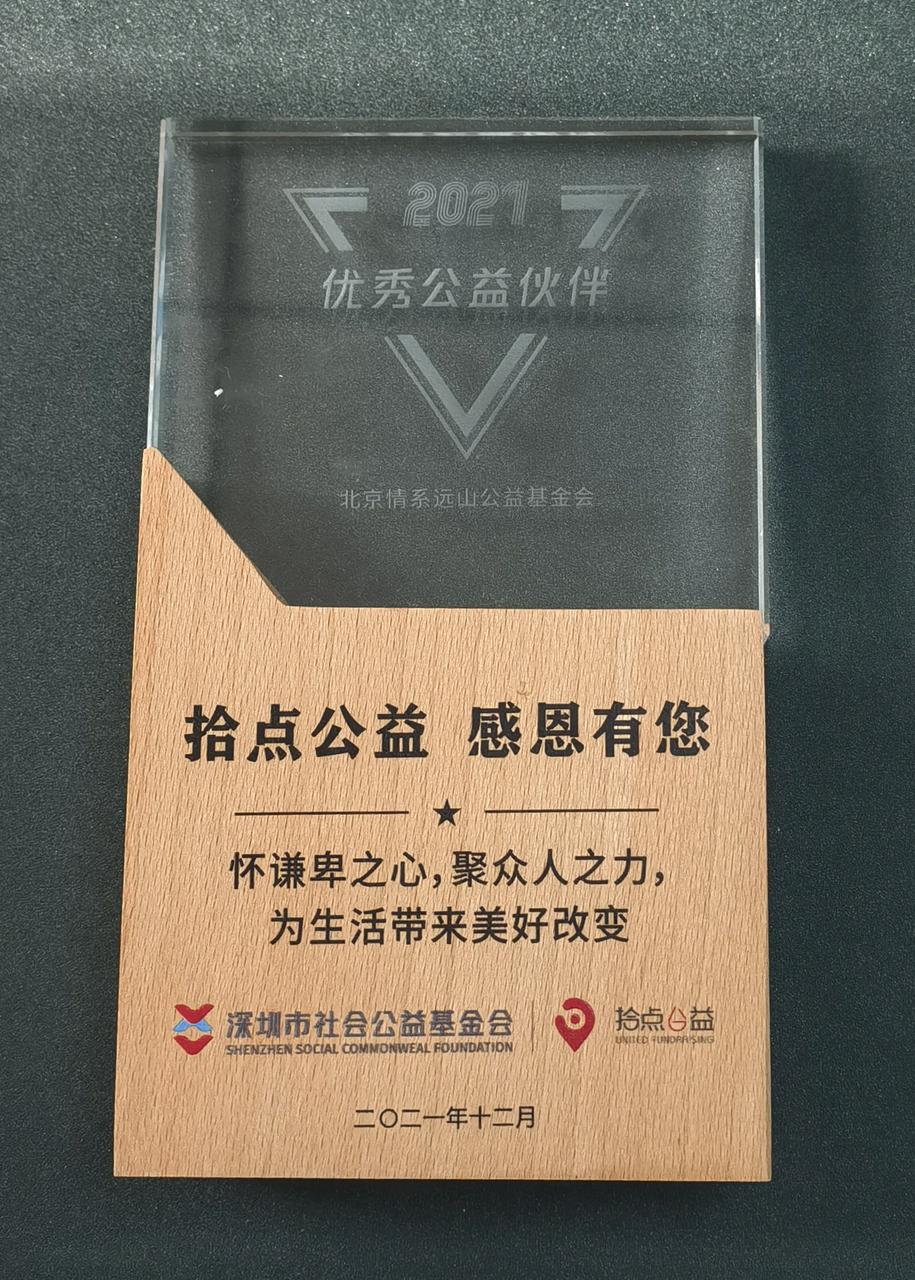 2021
优秀公益伙伴
北京情系远山公益基金会
拾点公益 感恩有您
怀谦卑之心,聚众人之力,
为生活带来美好改变
深圳市社会公益基金会
SHENZHEN SOCIAL COMMONWEAL FOUNDATION
拾点公益
UNITED FUNDRAISING
二〇二一年十二月